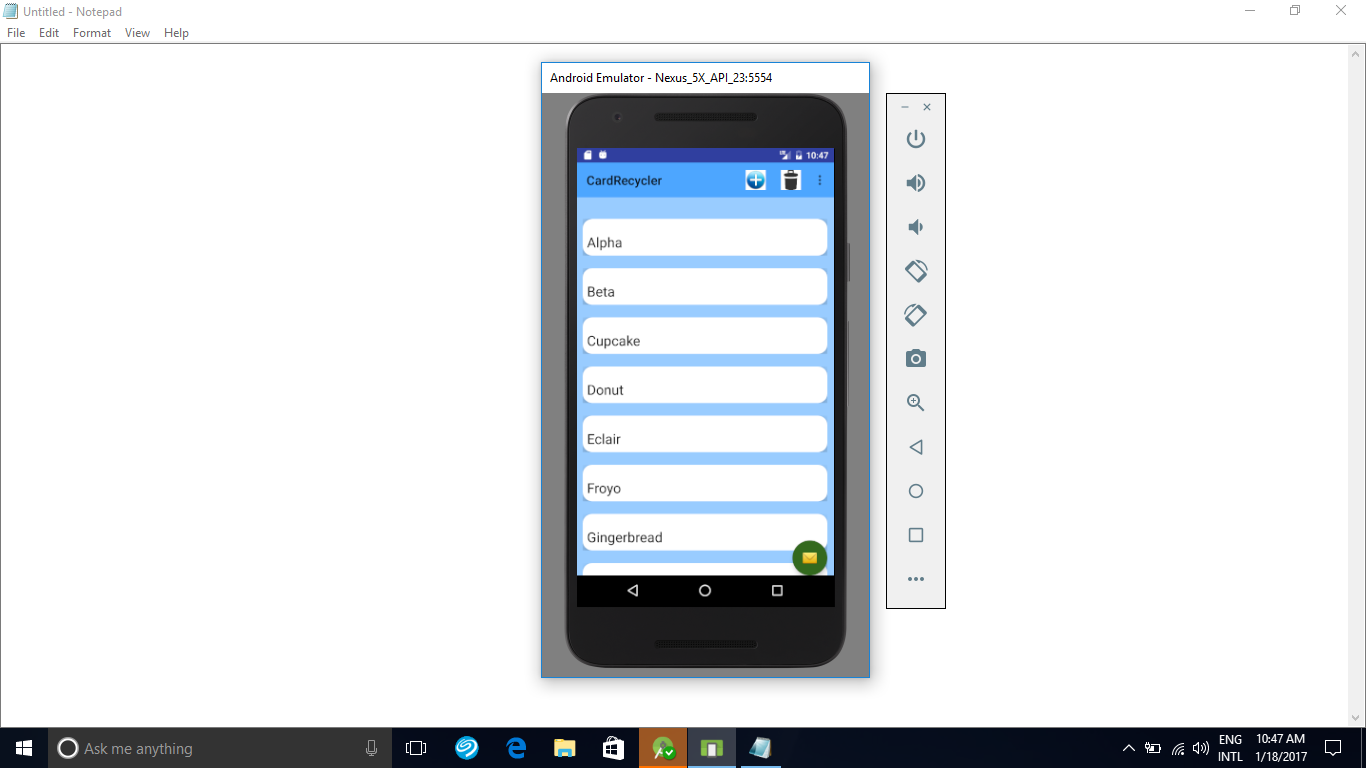 Untitled - Notepad
File Edit Format View Help
Android Emulator - Nexus_5X_API_23:5554
10:47
CardRecycler
Alpha
Beta
Cupcake
Donut
Eclair
Froyo
Gingerbread
Ask me anything
ENG
INTL
10:47 AM
1/18/2017